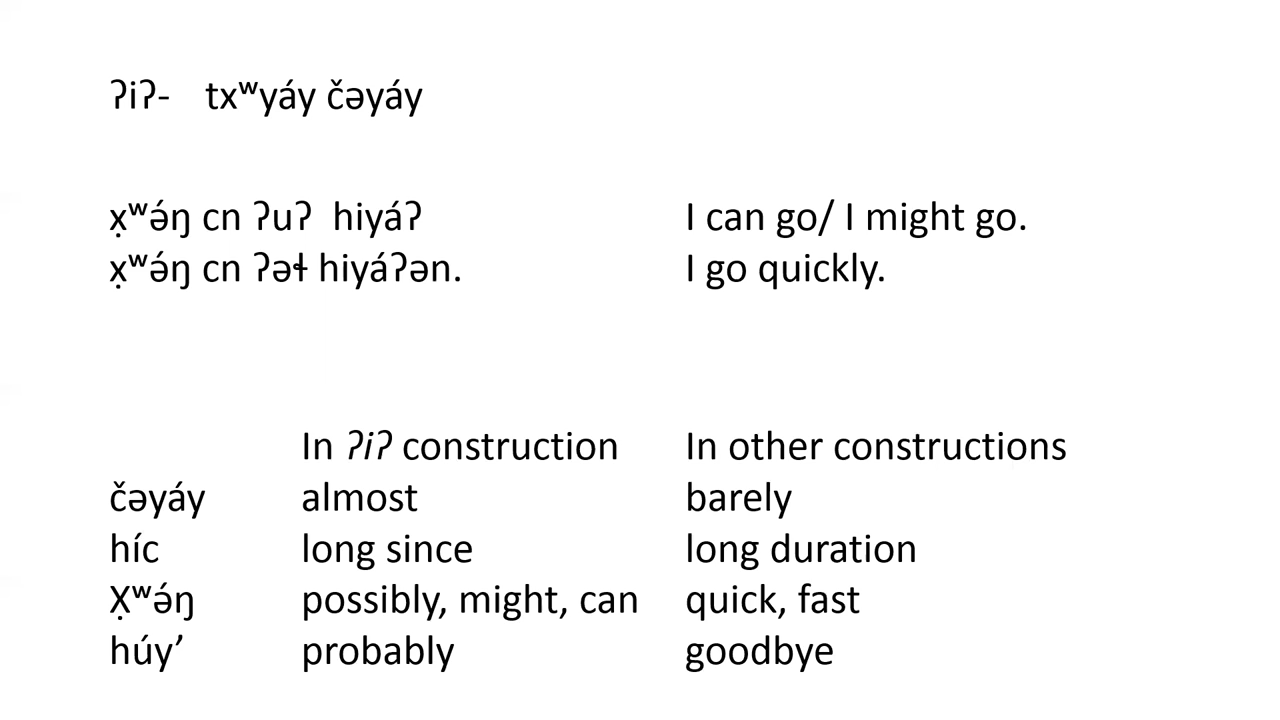 ʔiʔ- txʷyáy čəyáy
x̣ʷə́ŋ cn ʔuʔ hiyáʔ I can go/ I might go.
x̣ʷə́ŋ cn ʔəɬ hiyáʔən. I go quickly.
In ʔiʔ construction In other constructions
čəyáy almost barely
híc long since long duration
X̣ʷə́ŋ possibly, might, can quick, fast
húy’ probably goodbye